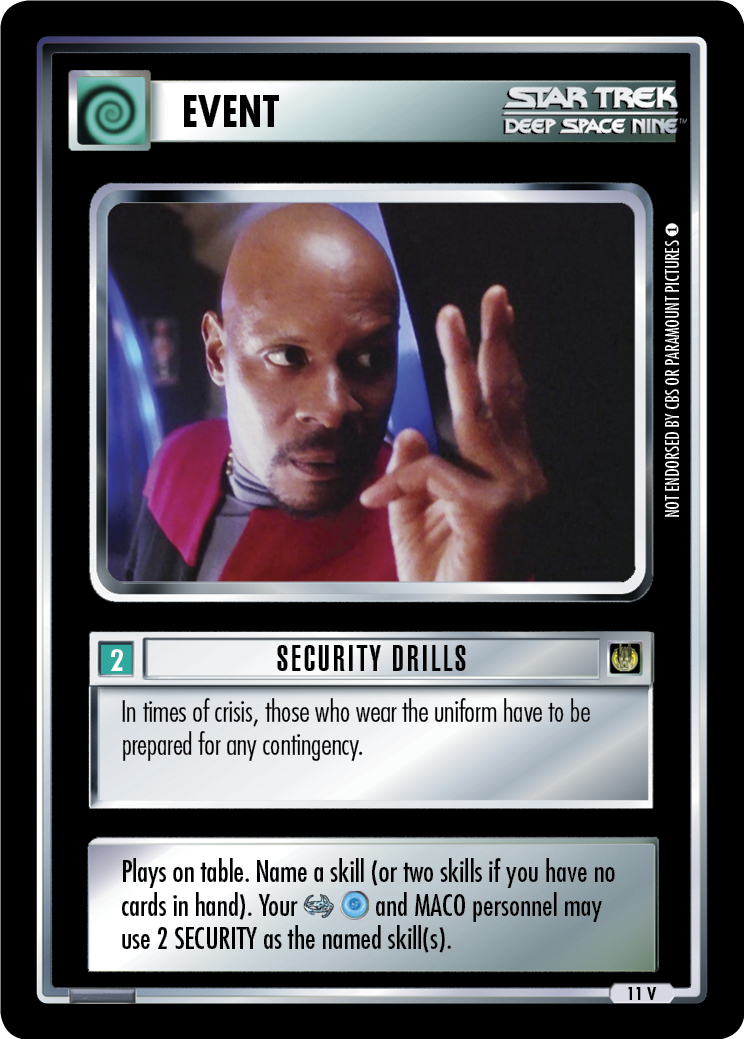 EVENT
STAR TREK
DEEP SPACE NINE™
NOT ENDORSED BY CBS OR PARAMOUNT PICTURES 1
2 SECURITY DRILLS
In times of crisis, those who wear the uniform have to be
prepared for any contingency.
Plays on table. Name a skill (or two skills if you have no
cards in hand). Your and MACO personnel may
use 2 SECURITY as the named skill(s).
11 V